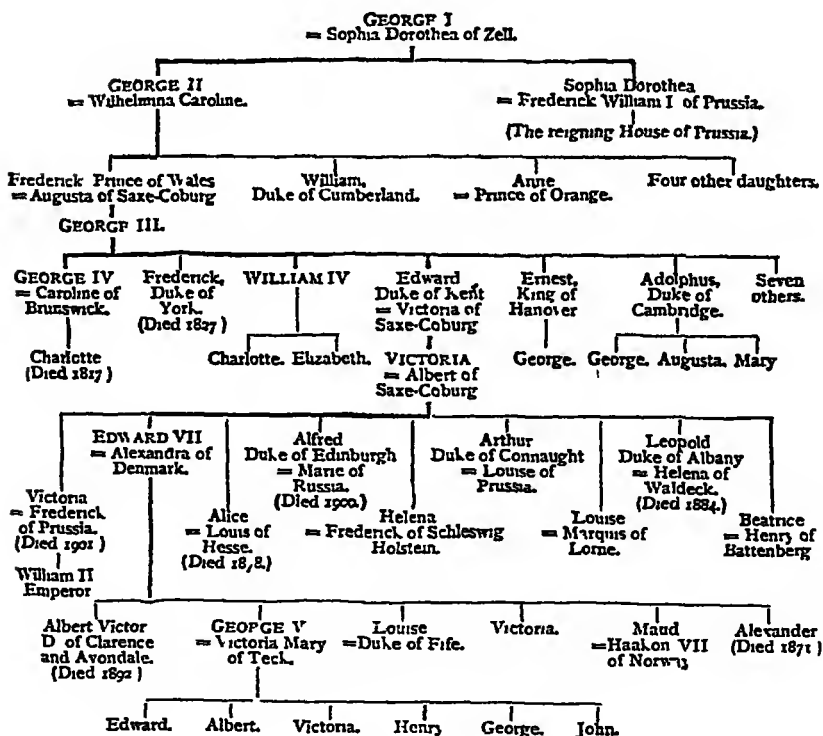 GEORGE I
= Sophia Dorothea of Zell.
GEORGE II
= Wilhelmina Caroline.
Sophia Dorothea
= Frederick William I of Prussia.
(The reigning House of Prussia.)
Frederick Prince of Wales
= Augusta of Saxe-Coburg
William,
Duke of Cumberland.
Anne
= Prince of Orange.
Four other daughters.
GEORGE III.
GEORGE IV
= Caroline of
Brunswick.
Frederick,
Duke of
York.
(Died 1827)
WILLIAM IV
Edward
Duke of Kent
= Victoria of
Saxe-Coburg
Ernest,
King of
Hanover
Adolphus,
Duke of
Cambridge.
Seven
others.
Charlotte
(Died 1817)
Charlotte. Elizabeth.
VICTORIA
= Albert of
Saxe-Coburg
George.
George. Augusta. Mary
Victoria
= Frederick
of Prussia.
(Died 1901)
William II
Emperor
EDWARD VII
= Alexandra of
Denmark.
Alice
= Louis of
Hesse.
(Died 18,8.)
Alfred
Duke of Edinburgh
= Marie of
Russia.
(Died 1900.)
Helena
= Frederick of Schleswig
Holstein.
Arthur
Duke of Connaught
= Louise of
Prussia.
Louise
= Marquis of
Lorne.
Leopold
Duke of Albany
= Helena of
Waldeck.
(Died 1884.)
Beatrice
= Henry of
Battenberg
Albert Victor
D of Clarence
and Avondale.
(Died 1892)
GEORGE V
= Victoria Mary
of Teck.
Louise
=Duke of Fife.
Victoria.
Maud
=Haakon VII
of Norway
Alexander
(Died 1871)
Edward.
Albert.
Victoria.
Henry
George.
John.